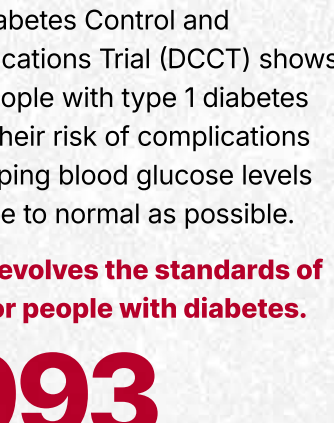 abetes Control and
cations Trial (DCCT) shows
ople with type 1 diabetes
heir risk of complications
ping blood glucose levels
e to normal as possible.
evolves the standards of
or people with diabetes.
993